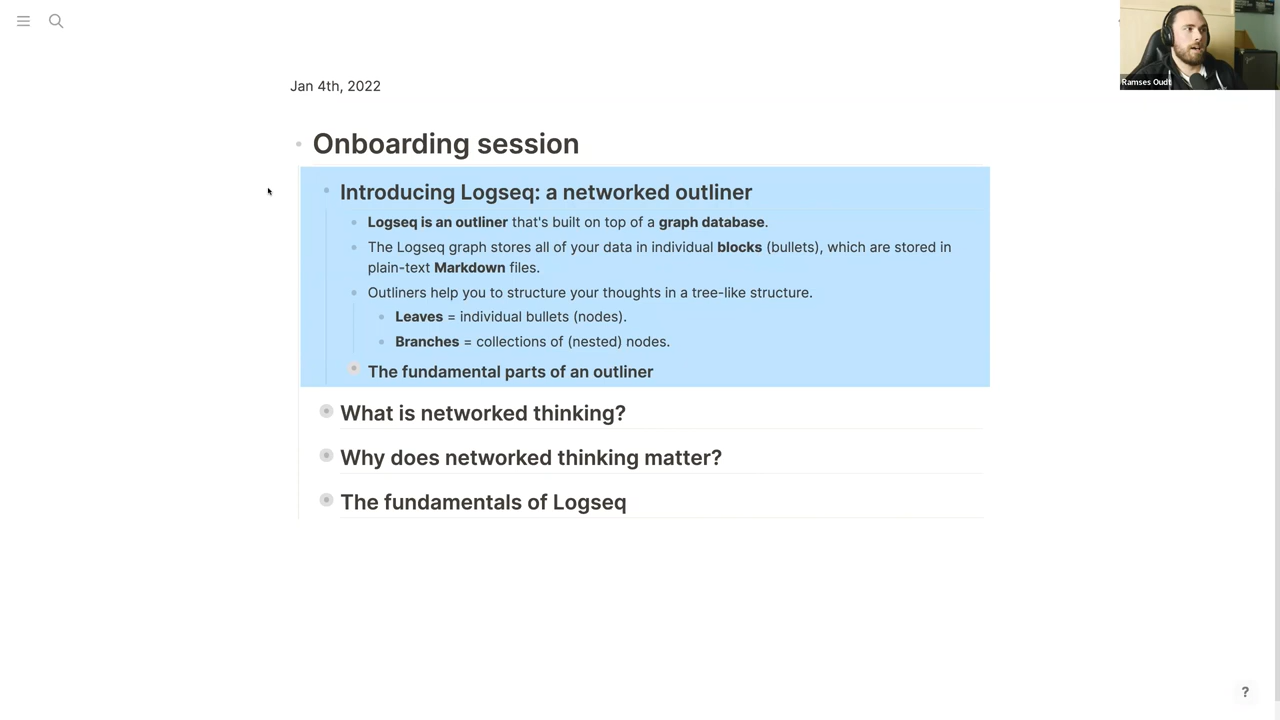 Ramses Oudt
Jan 4th, 2022
Onboarding session
Introducing Logseq: a networked outliner
Logseq is an outliner that's built on top of a graph database.
The Logseq graph stores all of your data in individual blocks (bullets), which are stored in
plain-text Markdown files.
Outliners help you to structure your thoughts in a tree-like structure.
Leaves = individual bullets (nodes).
Branches = collections of (nested) nodes.
The fundamental parts of an outliner
What is networked thinking?
Why does networked thinking matter?
The fundamentals of Logseq
?